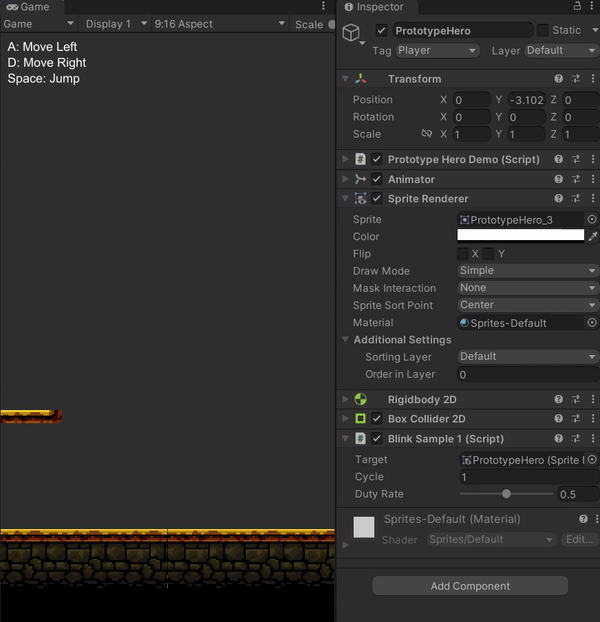 Game
Game Display 1 9:16 Aspect Scale
A: Move Left
D: Move Right
Space: Jump
Inspector
PrototypeHero Static
Tag Player Layer Default
Transform
Position X 0 Y -3.102 Z 0
Rotation X 0 Y 0 Z 0
Scale X 1 Y 1 Z 1
Prototype Hero Demo (Script)
Animator
Sprite Renderer
Sprite PrototypeHero_3
Color
Flip X Y
Draw Mode Simple
Mask Interaction None
Sprite Sort Point Center
Material Sprites-Default
Additional Settings
Sorting Layer Default
Order in Layer 0
Rigidbody 2D
Box Collider 2D
Blink Sample 1 (Script)
Target PrototypeHero (Sprite
Cycle 1
Duty Rate 0.5
Sprites-Default (Material)
Shader Sprites/Default Edit...
Add Component